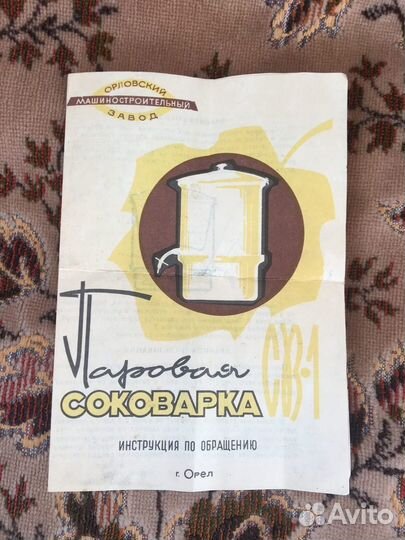 ОРЛОВСКИЙ
МАШИНОСТРОИТЕЛЬНЫЙ
ЗАВОД
Паровая
СОКОВАРКА
СВ-1
ИНСТРУКЦИЯ ПО ОБРАЩЕНИЮ
г. Орел
Avito